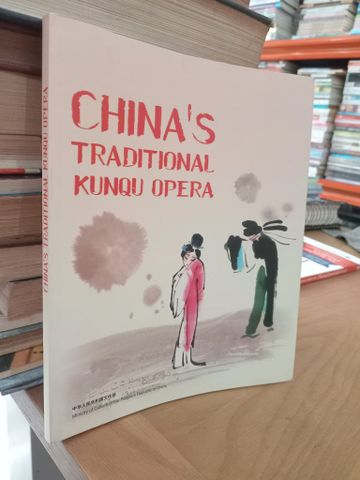 CHINA'S
TRADITIONAL
KUNQU OPERA
中华人民共和国文化部
Ministry of Culture of the People's Republic of China
CHINA'S TRADITIONAL KUNQU OPERA